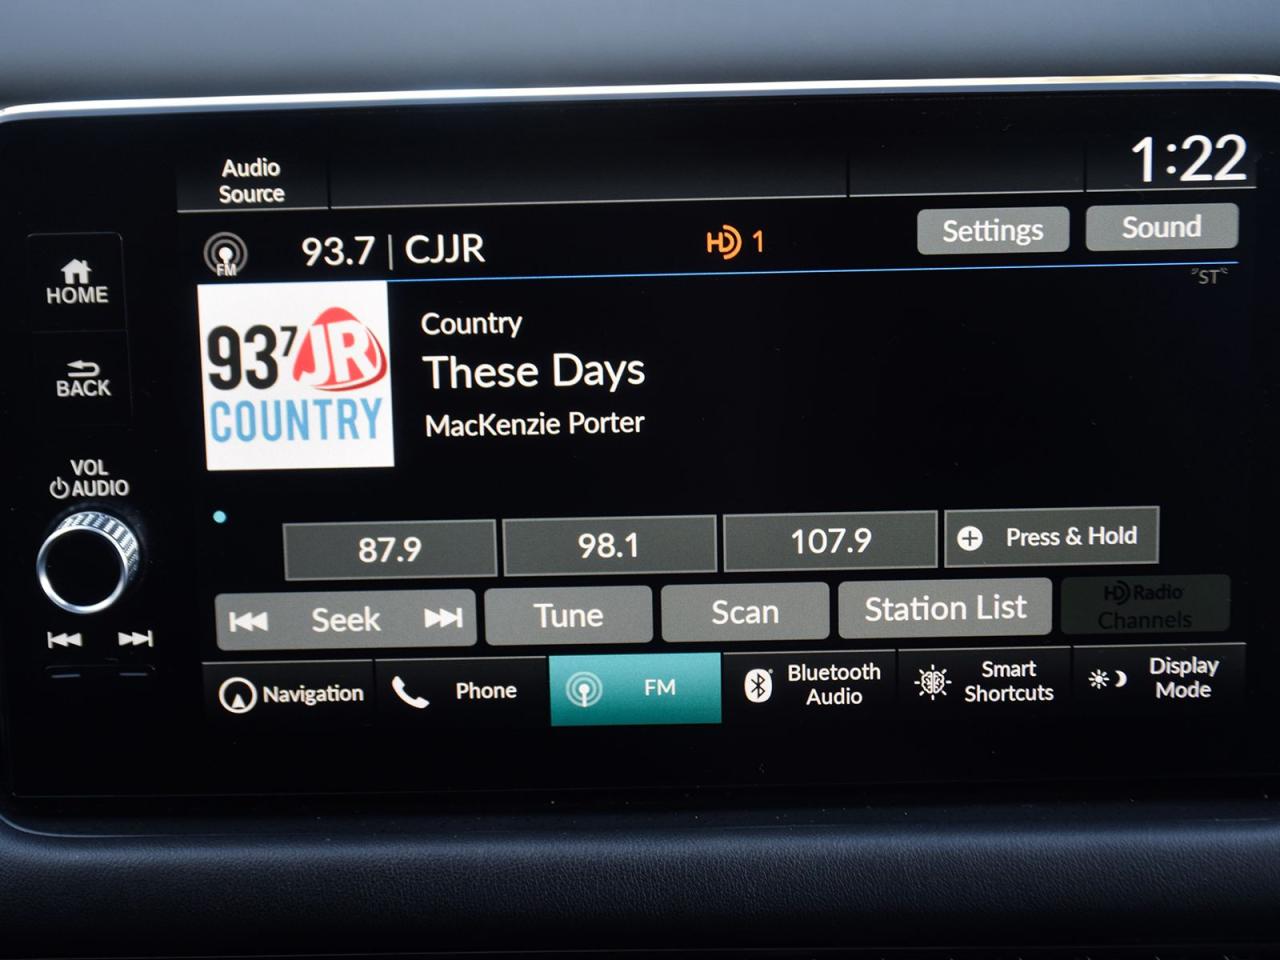 Audio
Source
1:22
FM
93.7 | CJJR
HD 1
Settings
Sound
"ST"
HOME
BACK
VOL
AUDIO
93⁷ JR
COUNTRY
Country
These Days
MacKenzie Porter
87.9
98.1
107.9
Press & Hold
Seek
Tune
Scan
Station List
HD Radio
Channels
Navigation
Phone
FM
Bluetooth
Audio
Smart
Shortcuts
Display
Mode